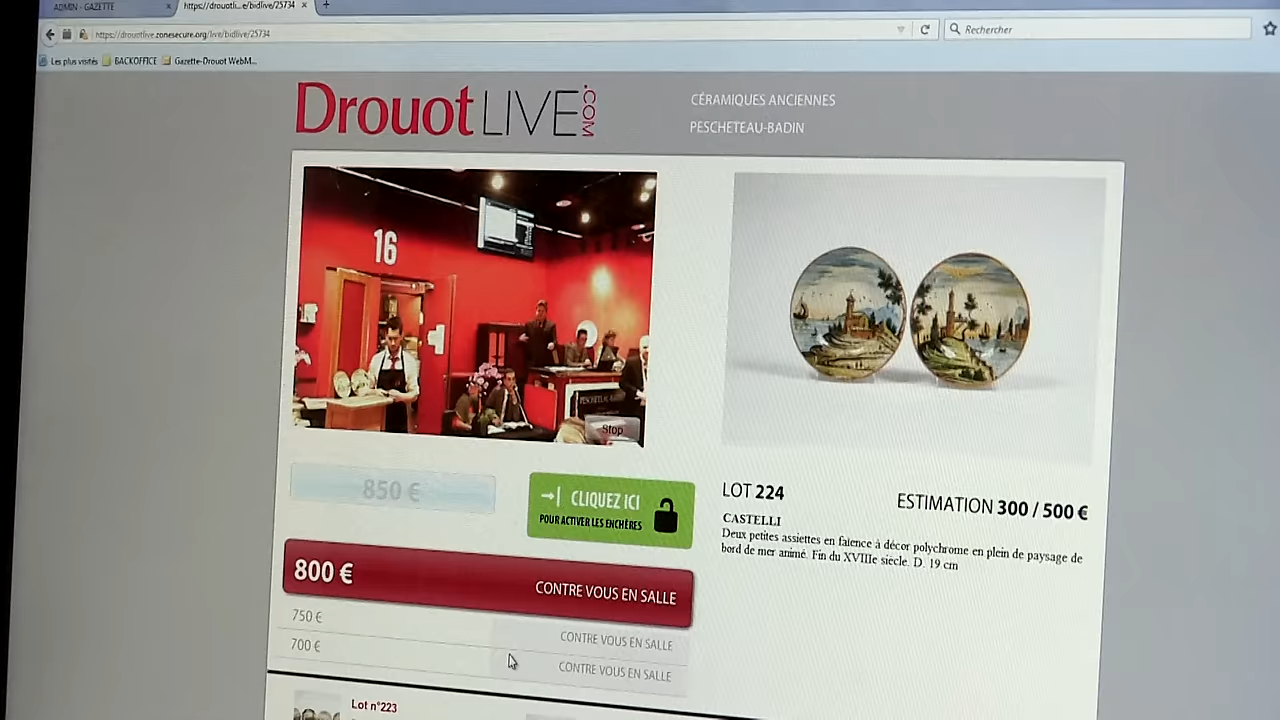 ADMIN - GAZETTE
https://drouotli...e/bidlive/25734
https://drouotlive.zonesecure.org/live/bidlive/25734
Rechercher
Les plus visités BACKOFFICE Gazette-Drouot WebM...
DrouotLIVE.COM
CÉRAMIQUES ANCIENNES
PESCHETEAU-BADIN
16
PESCHETEAU-BADIN
Stop
850 €
CLIQUEZ ICI
POUR ACTIVER LES ENCHÈRES
LOT 224
ESTIMATION 300 / 500 €
CASTELLI
Deux petites assiettes en faïence à décor polychrome en plein de paysage de
bord de mer animé. Fin du XVIIIe siècle. D. 19 cm
800 €
CONTRE VOUS EN SALLE
750 €
CONTRE VOUS EN SALLE
700 €
CONTRE VOUS EN SALLE
Lot n°223